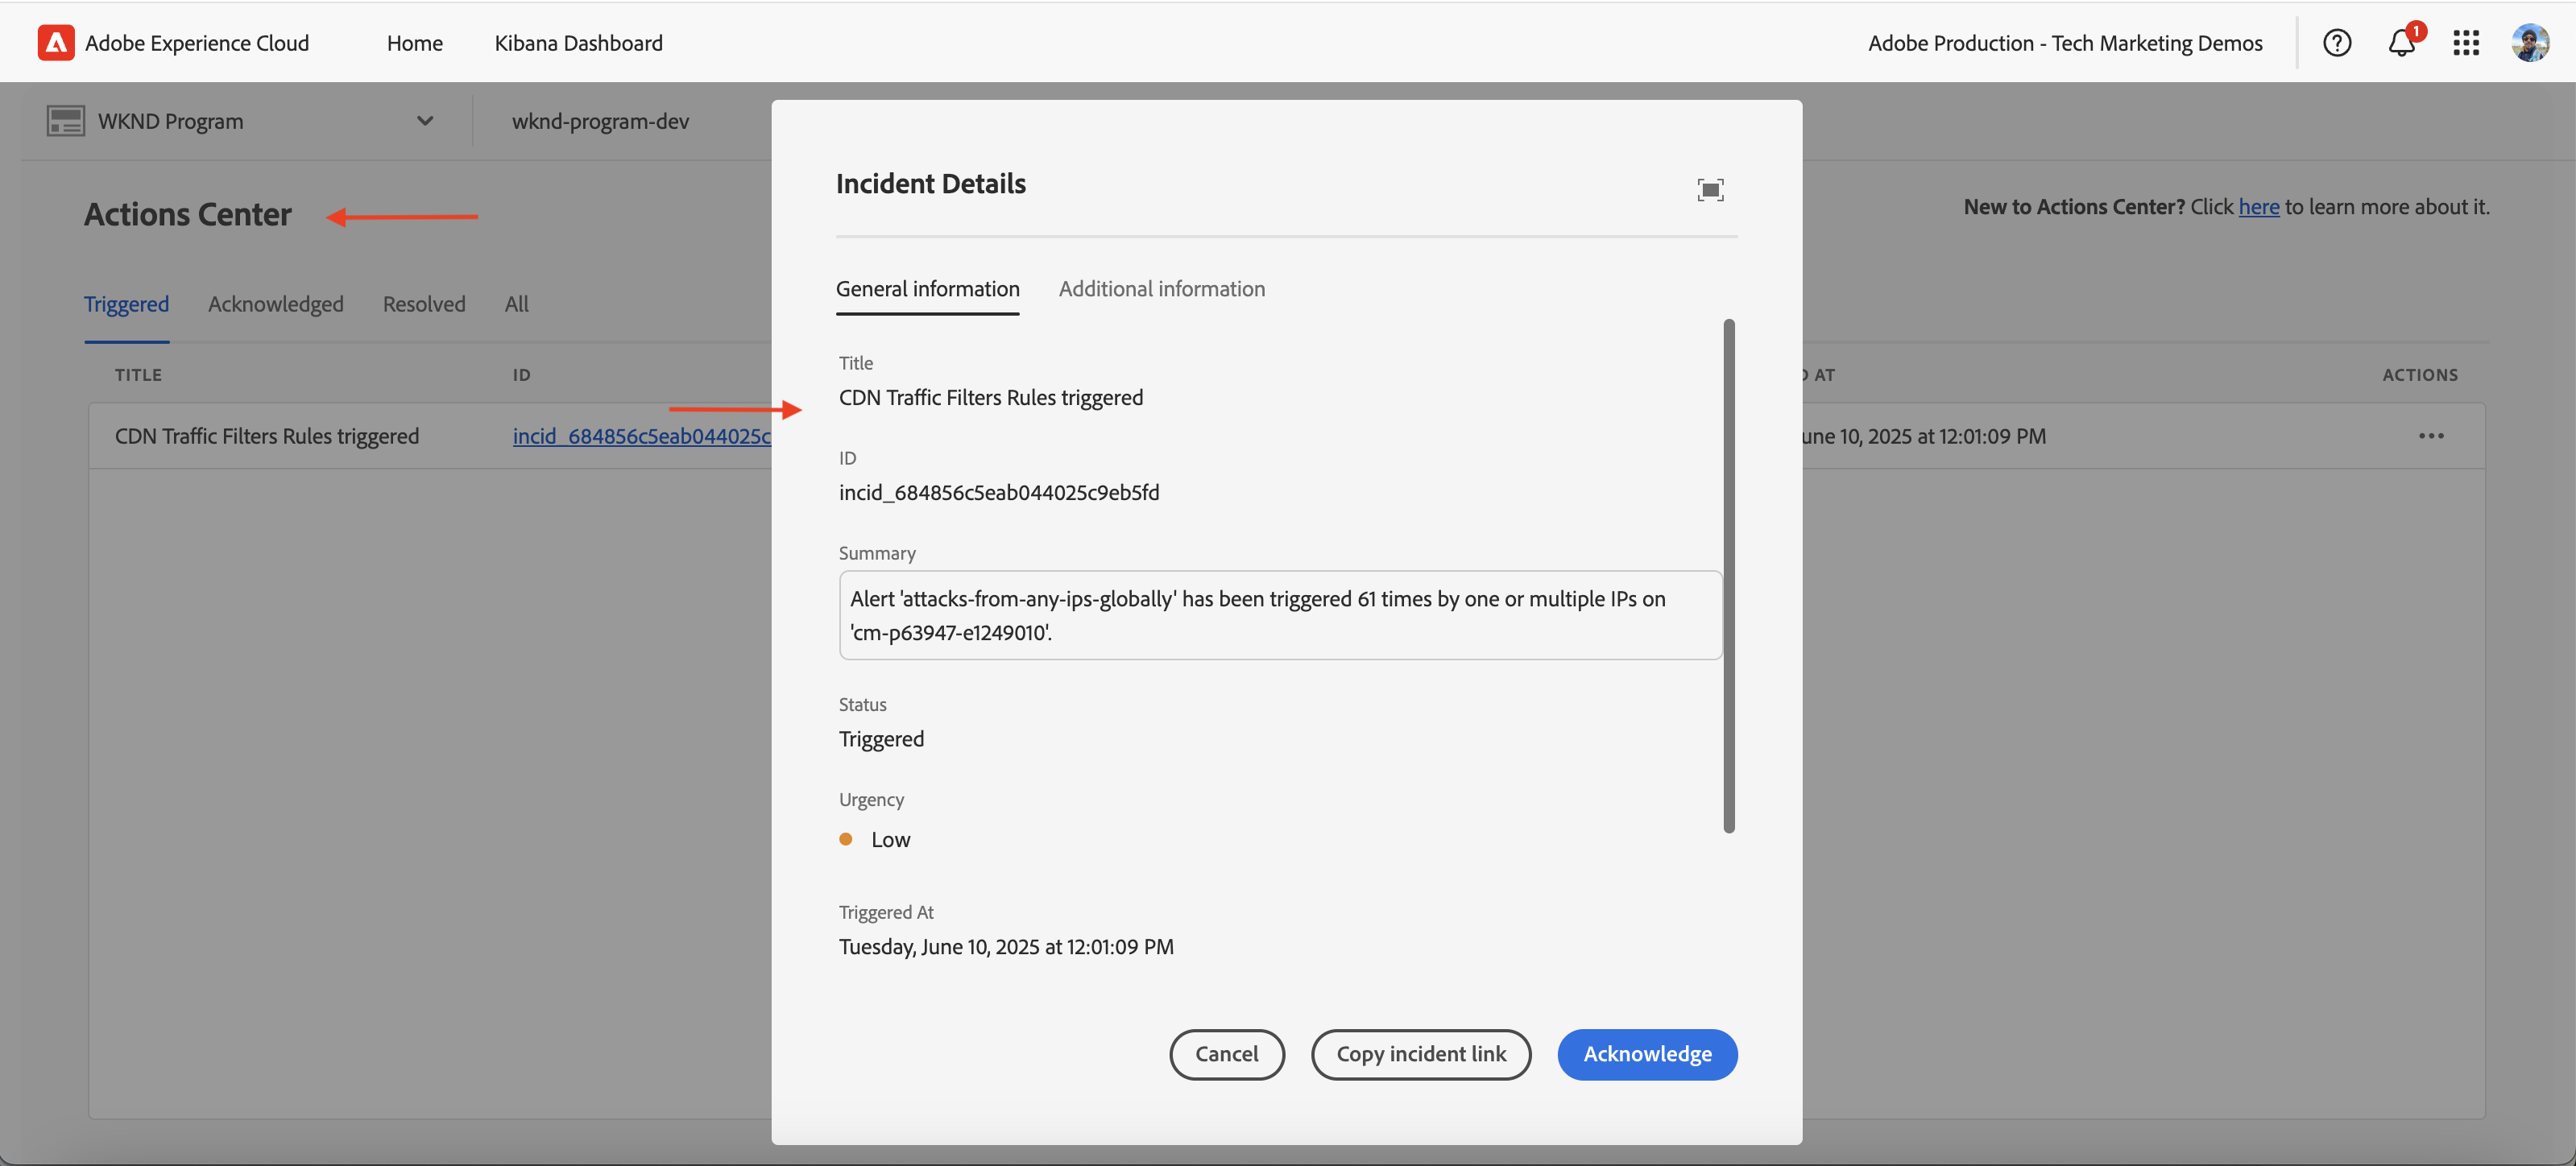 Adobe Experience Cloud
Home
Kibana Dashboard
Adobe Production - Tech Marketing Demos
1
WKND Program
wknd-program-dev
Actions Center
New to Actions Center? Click here to learn more about it.
Triggered
Acknowledged
Resolved
All
TITLE
ID
AT
ACTIONS
CDN Traffic Filters Rules triggered
incid_684856c5eab044025c
une 10, 2025 at 12:01:09 PM
Incident Details
General information
Additional information
Title
CDN Traffic Filters Rules triggered
ID
incid_684856c5eab044025c9eb5fd
Summary
Alert 'attacks-from-any-ips-globally' has been triggered 61 times by one or multiple IPs on
'cm-p63947-e1249010'.
Status
Triggered
Urgency
Low
Triggered At
Tuesday, June 10, 2025 at 12:01:09 PM
Cancel
Copy incident link
Acknowledge